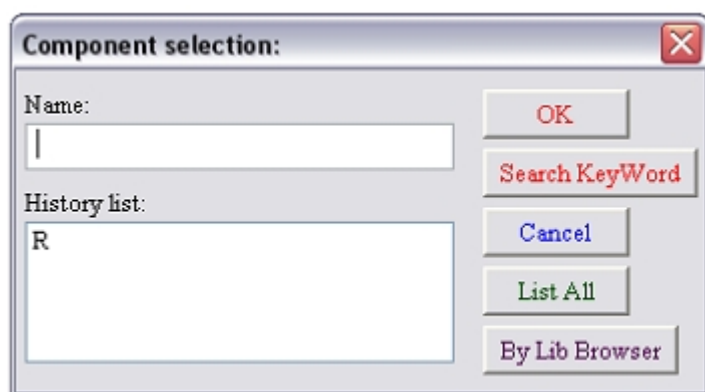 Component selection:
Name:
History list:
R
OK
Search KeyWord
Cancel
List All
By Lib Browser